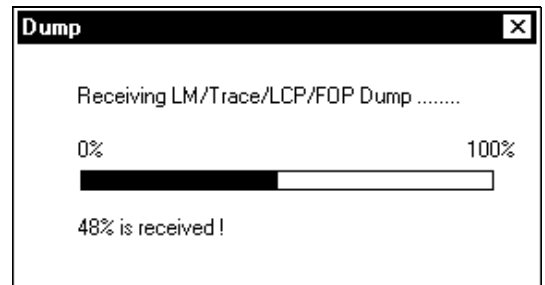 Dump
Receiving LM/Trace/LCP/FOP Dump ........
0% 100%
48% is received !